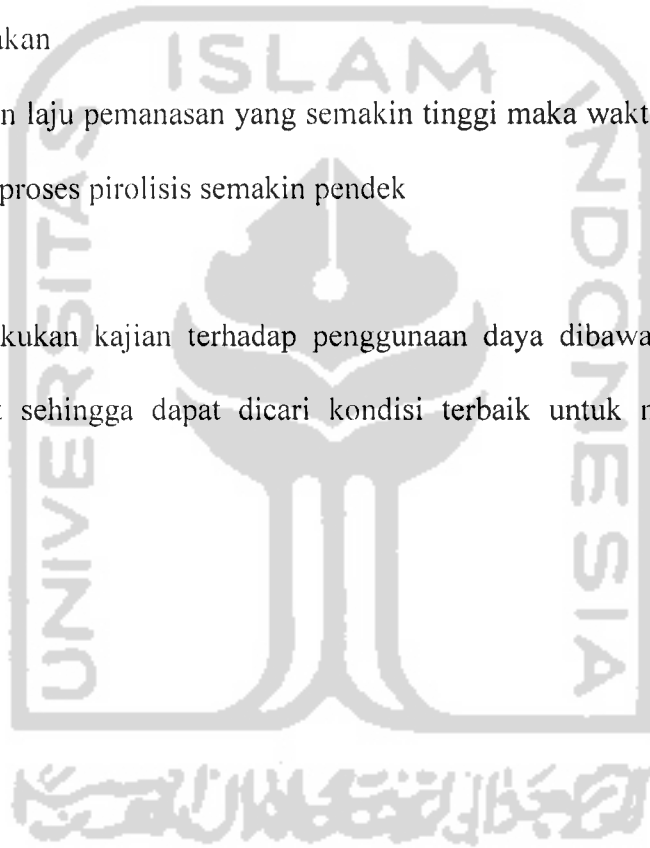 akan
ISLAM
n laju pemanasan yang semakin tinggi maka wakt
proses pirolisis semakin pendek
kukan kajian terhadap penggunaan daya dibawa
sehingga dapat dicari kondisi terbaik untuk
UNIVERSITAS
INDONESIA